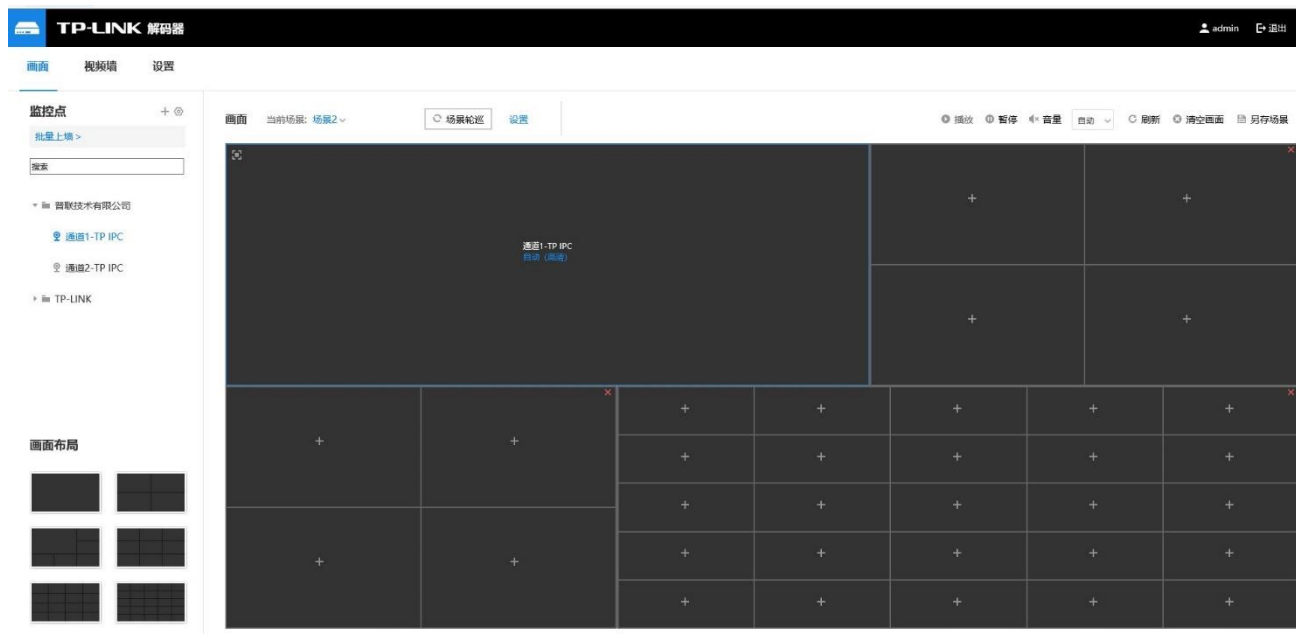 TP-LINK 解码器
admin 退出
画面 视频墙 设置
监控点
批量上墙 >
搜索
普联技术有限公司
通道1-TP IPC
通道2-TP IPC
TP-LINK
画面布局
画面 当前场景: 场景2 场景轮巡 设置 播放 暂停 音量 自动 刷新 清空画面 另存场景
通道1-TP IPC
自动（高清）